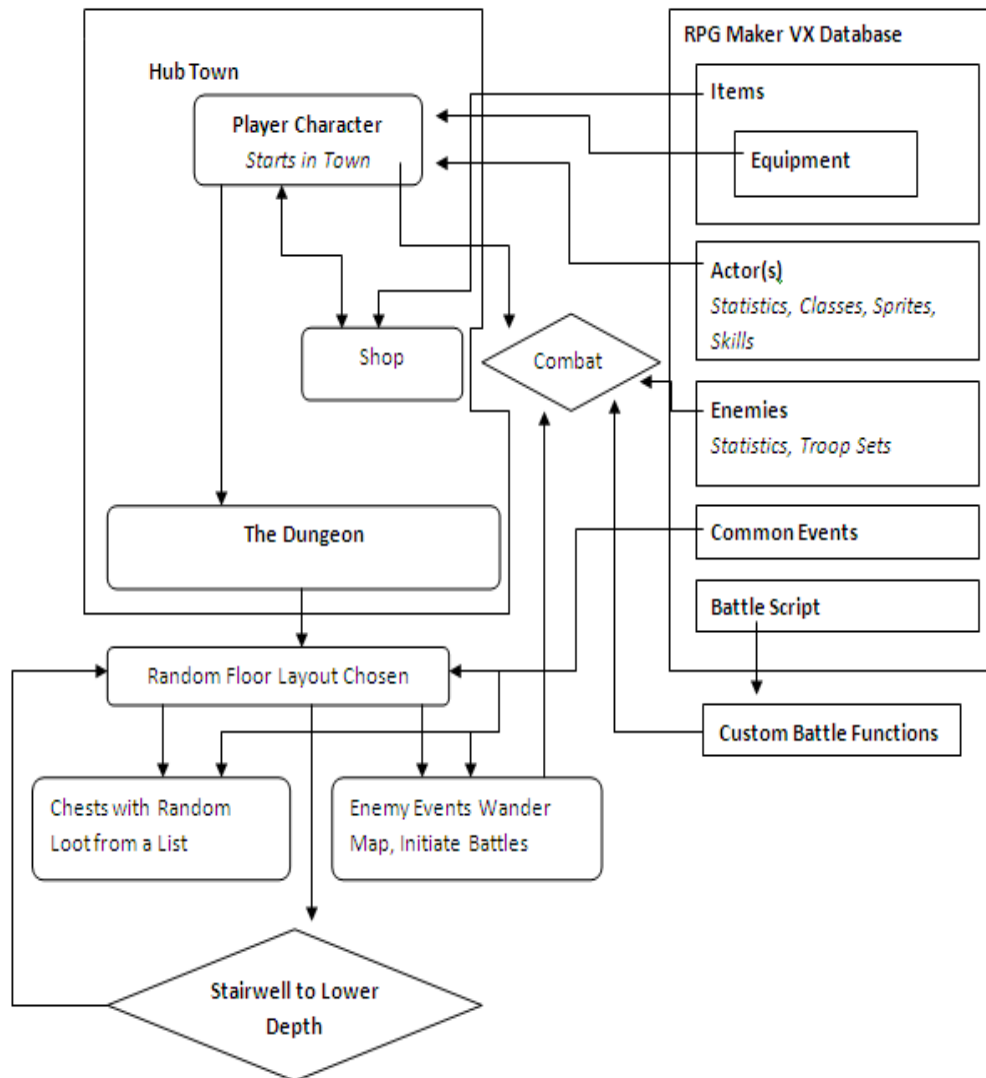 Hub Town
Player Character
Starts in Town
Shop
Combat
The Dungeon
Random Floor Layout Chosen
Chests with Random
Loot from a List
Enemy Events Wander
Map, Initiate Battles
Stairwell to Lower
Depth
RPG Maker VX Database
Items
Equipment
Actor(s)
Statistics, Classes, Sprites,
Skills
Enemies
Statistics, Troop Sets
Common Events
Battle Script
Custom Battle Functions